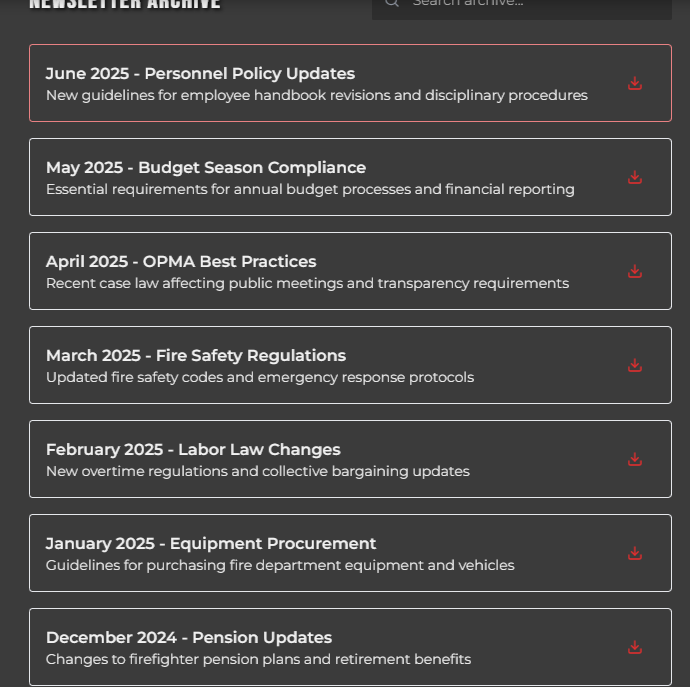 NEWSLETTER ARCHIVE
Search archive...
June 2025 - Personnel Policy Updates
New guidelines for employee handbook revisions and disciplinary procedures
May 2025 - Budget Season Compliance
Essential requirements for annual budget processes and financial reporting
April 2025 - OPMA Best Practices
Recent case law affecting public meetings and transparency requirements
March 2025 - Fire Safety Regulations
Updated fire safety codes and emergency response protocols
February 2025 - Labor Law Changes
New overtime regulations and collective bargaining updates
January 2025 - Equipment Procurement
Guidelines for purchasing fire department equipment and vehicles
December 2024 - Pension Updates
Changes to firefighter pension plans and retirement benefits